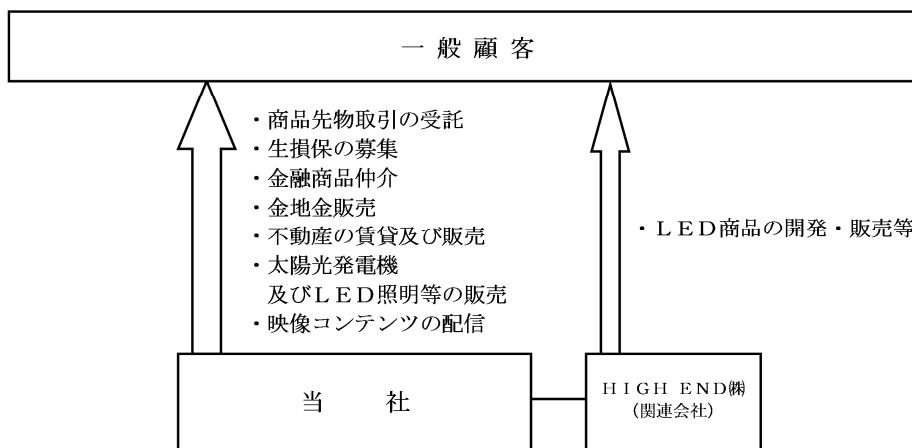 一般顧客
・商品先物取引の受託
・生損保の募集
・金融商品仲介
・金地金販売
・不動産の賃貸及び販売
・太陽光発電機
及びＬＥＤ照明等の販売
・映像コンテンツの配信
・ＬＥＤ商品の開発・販売等
当社
ＨＩＧＨ ＥＮＤ㈱
（関連会社）